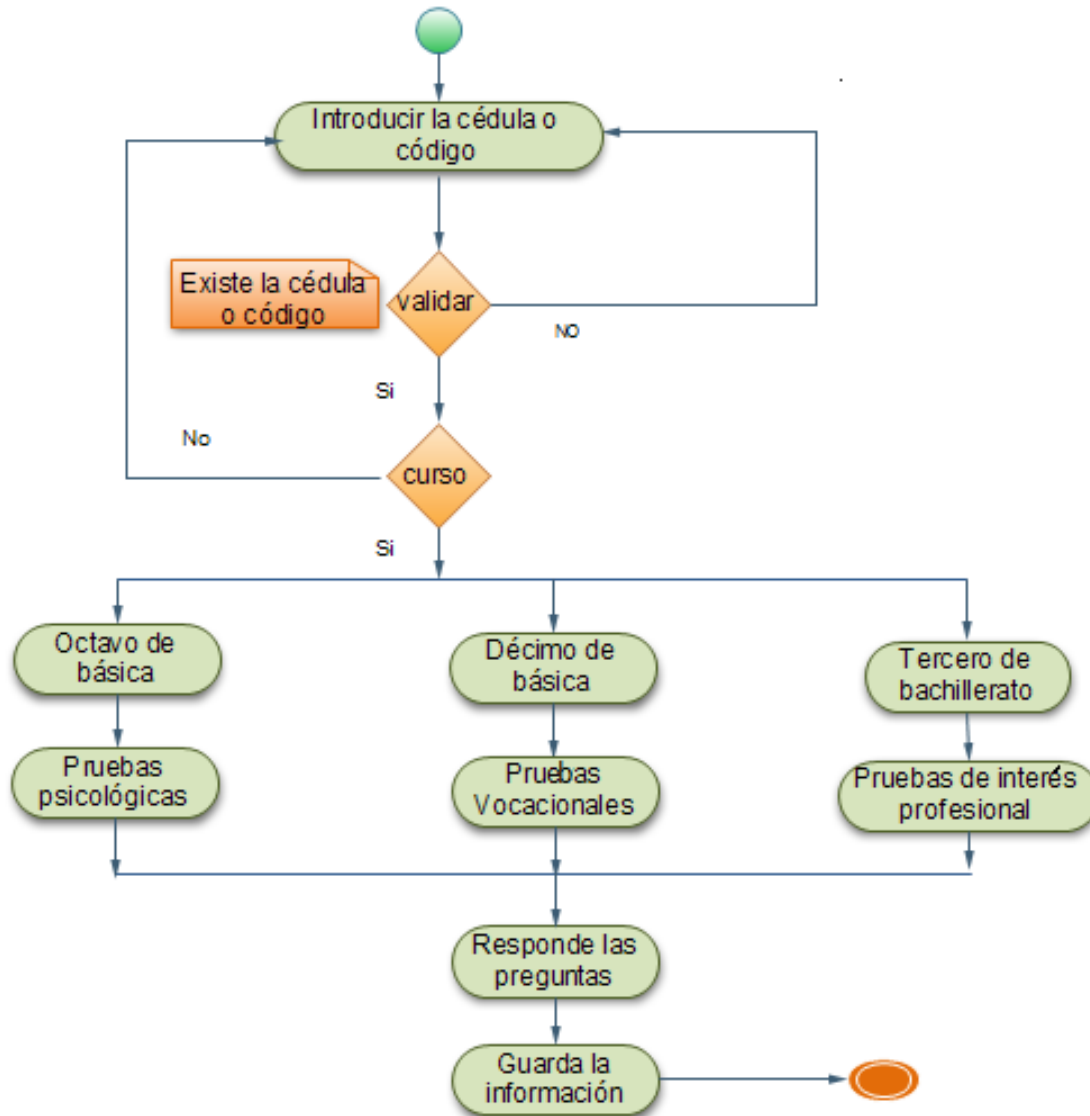 Introducir la cédula o
código
Existe la cédula
o código
validar
NO
Si
No
curso
Si
Octavo de
básica
Décimo de
básica
Tercero de
bachillerato
Pruebas
psicológicas
Pruebas
Vocacionales
Pruebas de interés
profesional
Responde las
preguntas
Guarda la
información